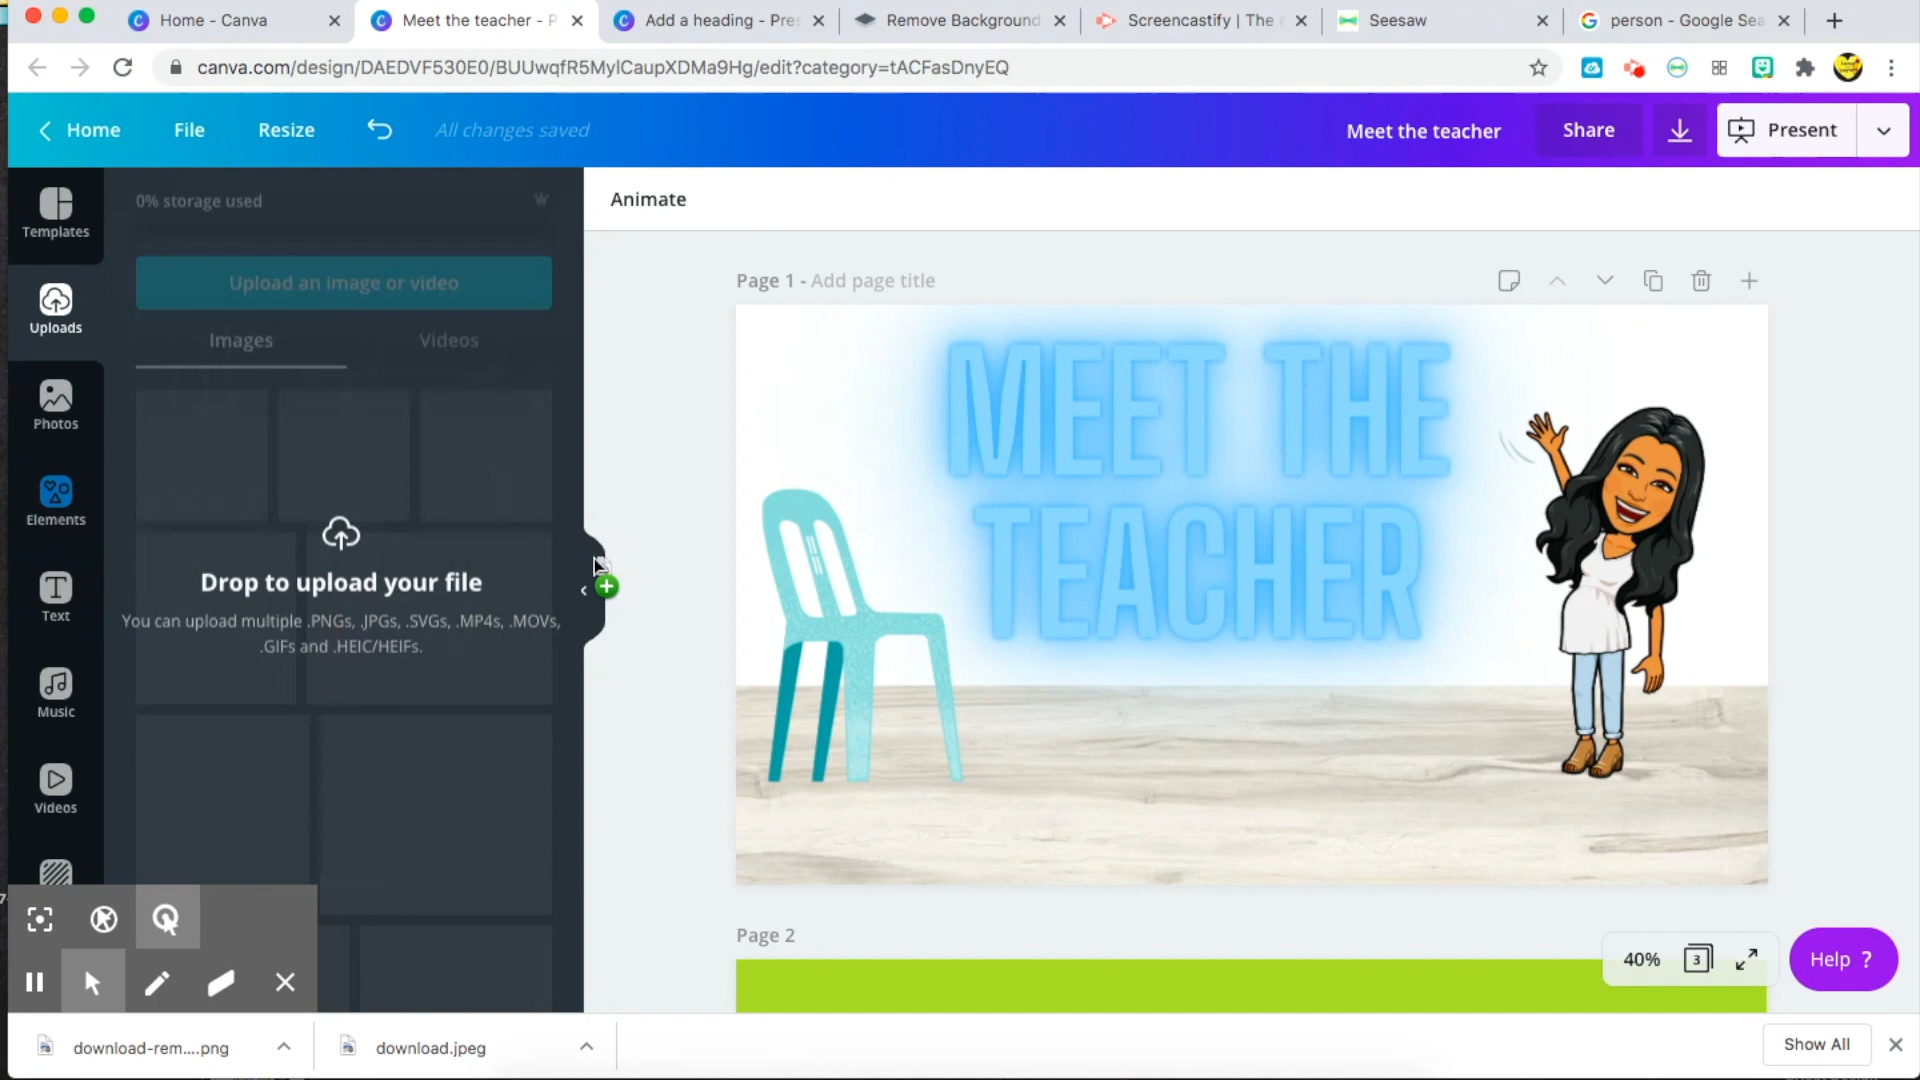 Home - Canva
Meet the teacher - P
Add a heading - Pres
Remove Background
Screencastify | The
Seesaw
person - Google Sea
canva.com/design/DAEDVF530E0/BUUwqfR5MylCaupXDMa9Hg/edit?category=tACFasDnyEQ
Home
File
Resize
All changes saved
Meet the teacher
Share
Present
Templates
Uploads
Photos
Elements
Text
Music
Videos
0% storage used
Upload an image or video
Images
Videos
Drop to upload your file
You can upload multiple .PNGs, .JPGs, .SVGs, .MP4s, .MOVs,
.GIFs and .HEIC/HEIFs.
Animate
Page 1 - Add page title
MEET THE
TEACHER
Page 2
40%
3
Help ?
download-rem....png
download.jpeg
Show All